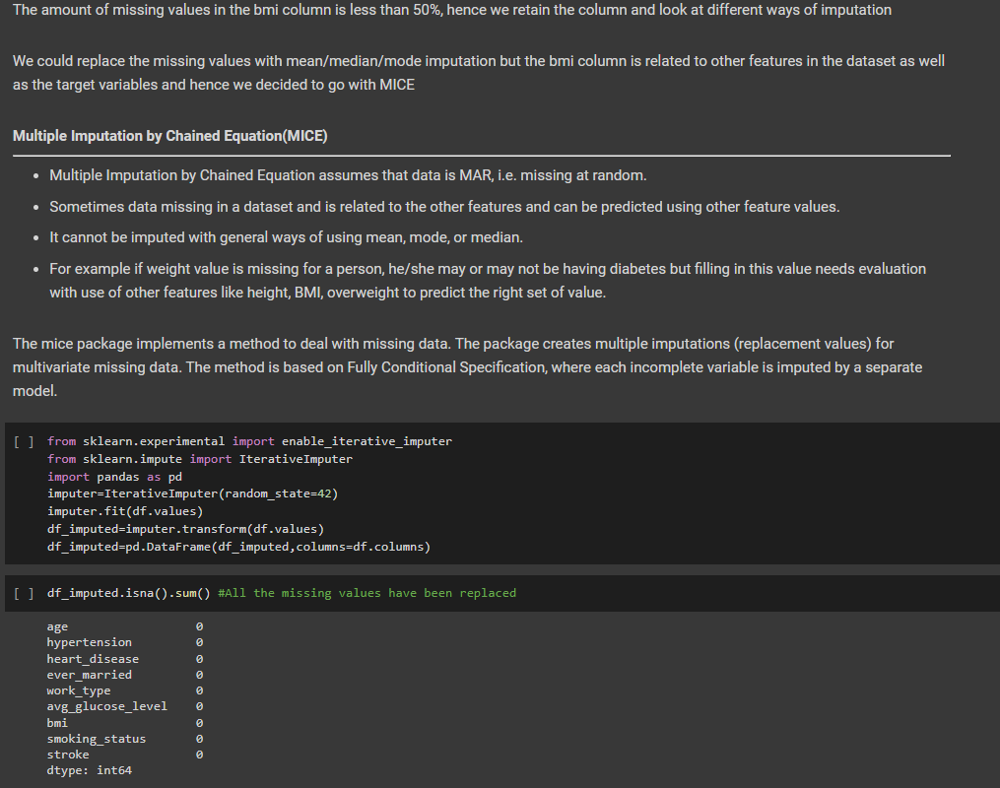 The amount of missing values in the bmi column is less than 50%, hence we retain the column and look at different ways of imputation
We could replace the missing values with mean/median/mode imputation but the bmi column is related to other features in the dataset as well
as the target variables and hence we decided to go with MICE
Multiple Imputation by Chained Equation(MICE)
• Multiple Imputation by Chained Equation assumes that data is MAR, i.e. missing at random.
• Sometimes data missing in a dataset and is related to the other features and can be predicted using other feature values.
• It cannot be imputed with general ways of using mean, mode, or median.
• For example if weight value is missing for a person, he/she may or may not be having diabetes but filling in this value needs evaluation
with use of other features like height, BMI, overweight to predict the right set of value.
The mice package implements a method to deal with missing data. The package creates multiple imputations (replacement values) for
multivariate missing data. The method is based on Fully Conditional Specification, where each incomplete variable is imputed by a separate
model.
[ ] from sklearn.experimental import enable_iterative_imputer
from sklearn.impute import IterativeImputer
import pandas as pd
imputer=IterativeImputer(random_state=42)
imputer.fit(df.values)
df_imputed=imputer.transform(df.values)
df_imputed=pd.DataFrame(df_imputed,columns=df.columns)
[ ] df_imputed.isna().sum() #All the missing values have been replaced
age 0
hypertension 0
heart_disease 0
ever_married 0
work_type 0
avg_glucose_level 0
bmi 0
smoking_status 0
stroke 0
dtype: int64